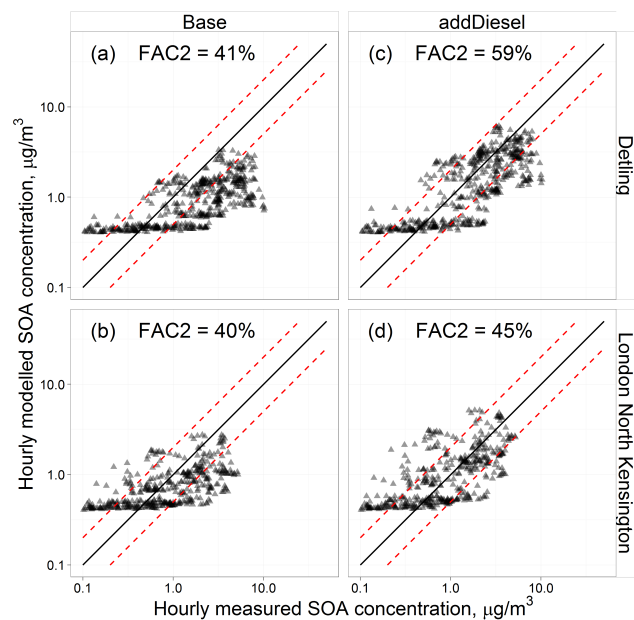 Base
addDiesel
(a) FAC2 = 41%
(c) FAC2 = 59%
Detling
10.0
1.0
0.1
Hourly modelled SOA concentration, μg/m³
(b) FAC2 = 40%
(d) FAC2 = 45%
London North Kensington
10.0
1.0
0.1
0.1 1.0 10.0
0.1 1.0 10.0
Hourly measured SOA concentration, μg/m³